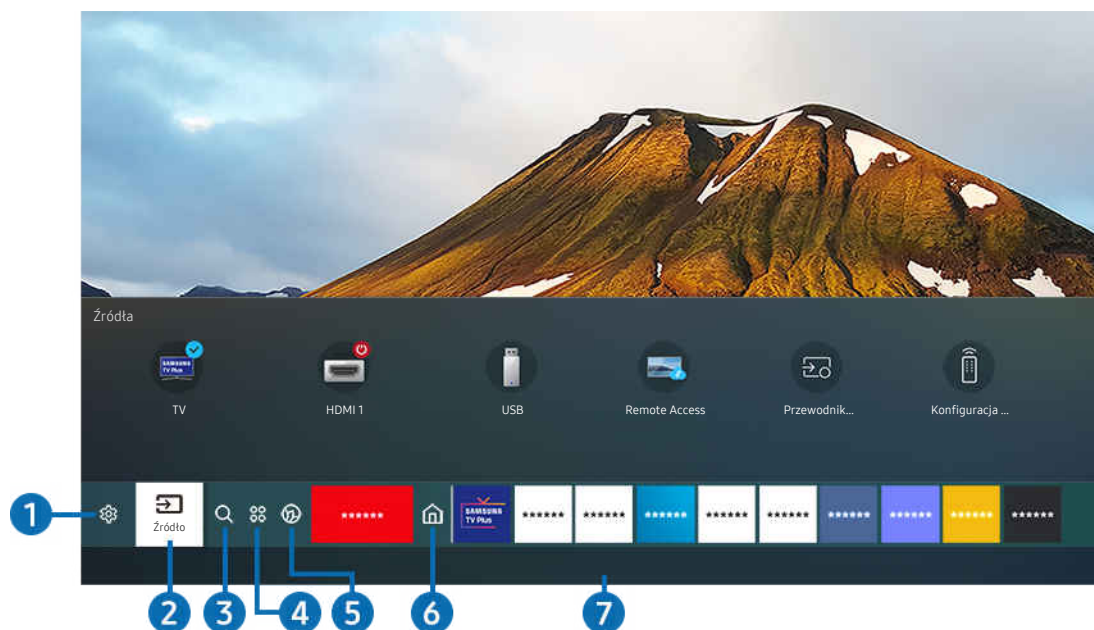 Źródła
SAMSUNG TV Plus
TV
HDMI 1
USB
Remote Access
Przewodnik...
Konfiguracja ...
1
Źródło
******
SAMSUNG
TV Plus
******
******
******
******
******
******
******
******
******
2
3
4
5
6
7